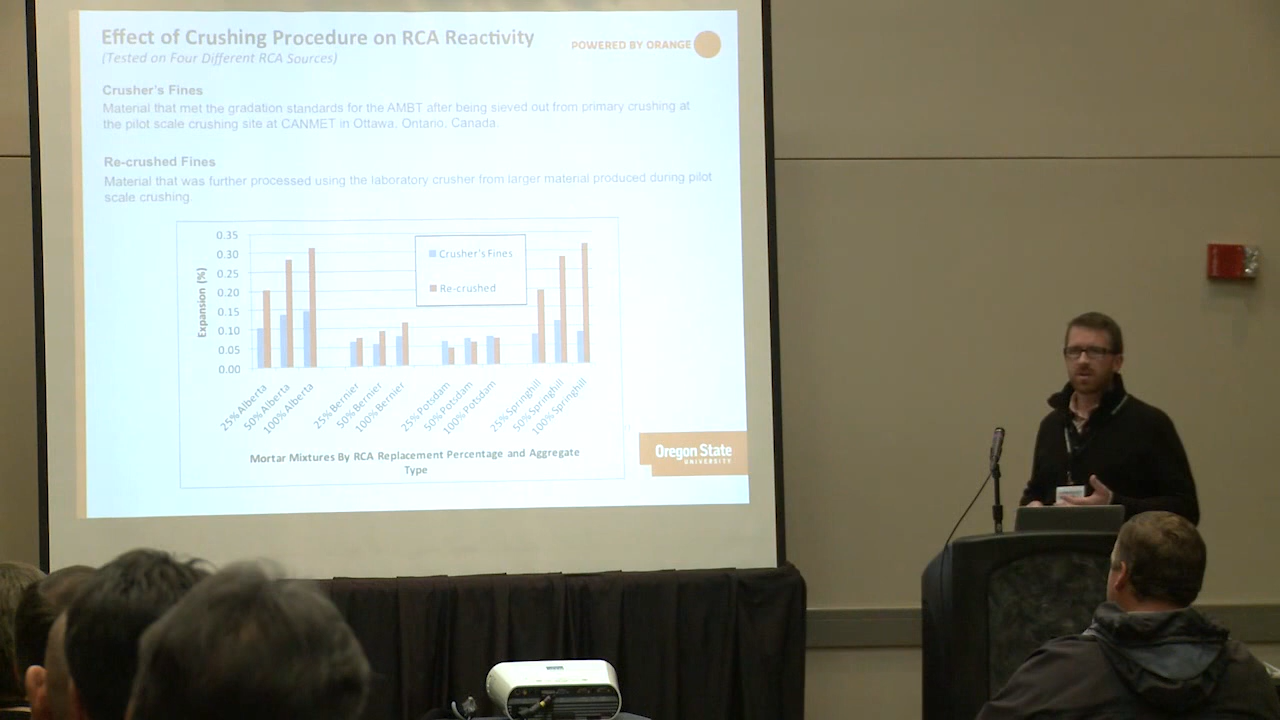 Effect of Crushing Procedure on RCA Reactivity
(Tested on Four Different RCA Sources)
POWERED BY ORANGE
Crusher's Fines
Material that met the gradation standards for the AMBT after being sieved out from primary crushing at
the pilot scale crushing site at CANMET in Ottawa, Ontario, Canada.
Re-crushed Fines
Material that was further processed using the laboratory crusher from larger material produced during pilot
scale crushing.
Expansion (%)
0.35
0.30
0.25
0.20
0.15
0.10
0.05
0.00
Crusher's Fines
Re-crushed
25% Alberta
50% Alberta
100% Alberta
25% Bernier
50% Bernier
100% Bernier
25% Potsdam
50% Potsdam
100% Potsdam
25% Springhill
50% Springhill
100% Springhill
Mortar Mixtures By RCA Replacement Percentage and Aggregate
Type
Oregon State
UNIVERSITY